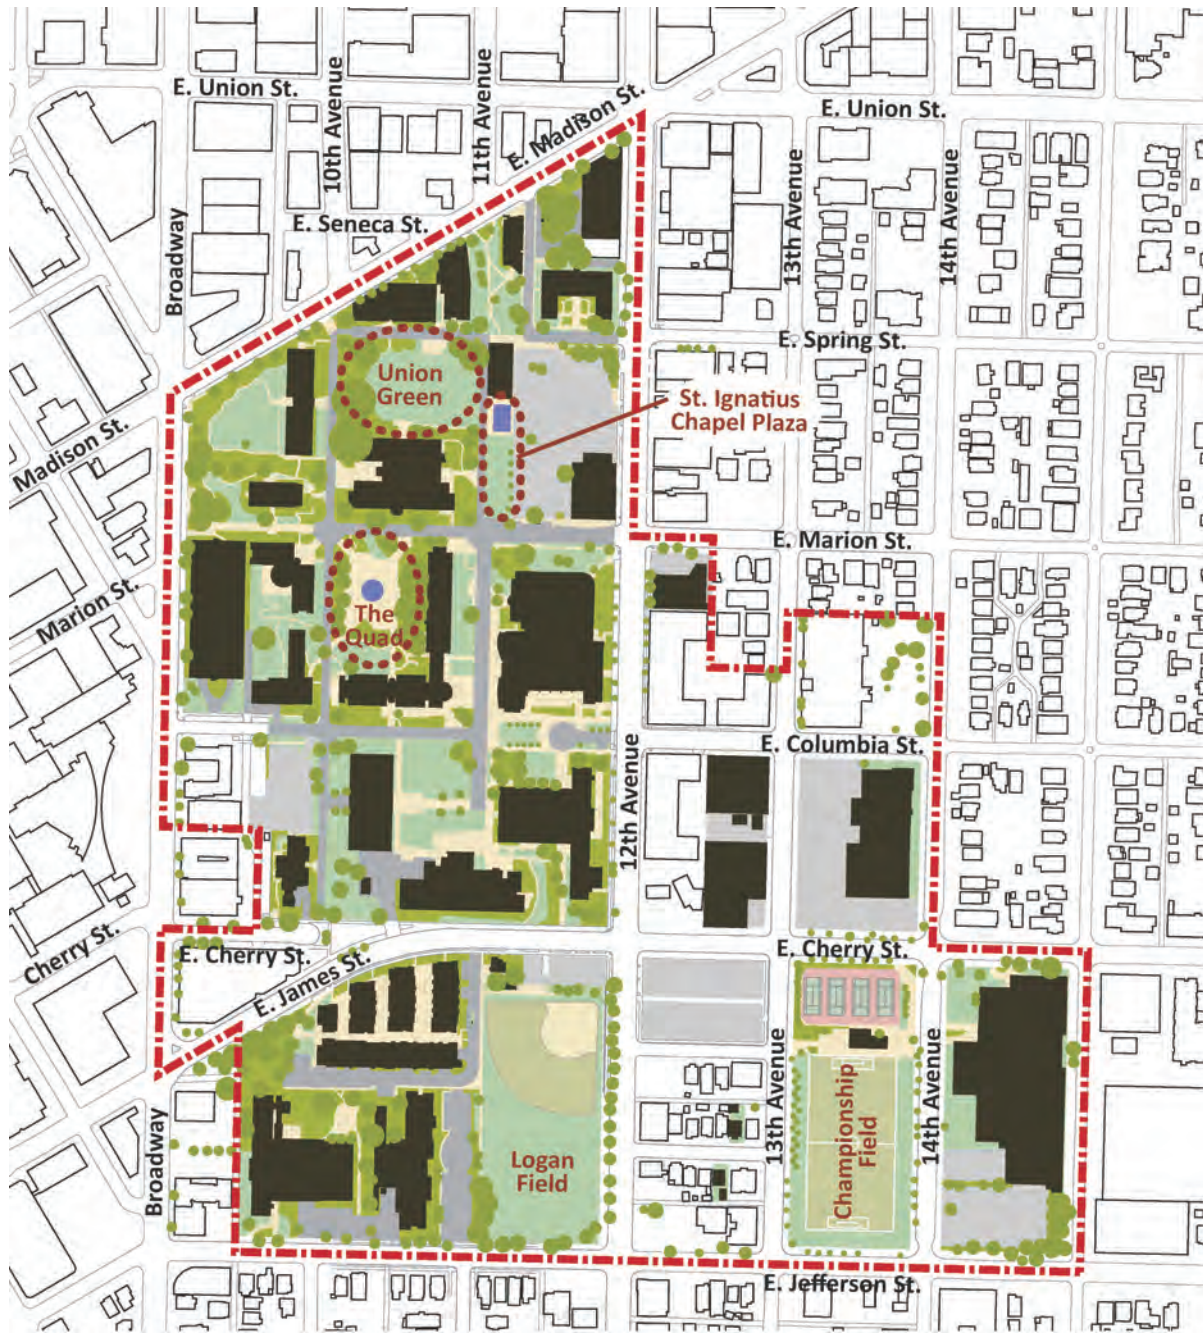 E. Union St.
10th Avenue
11th Avenue
E. Madison St.
E. Union St.
13th Avenue
14th Avenue
E. Seneca St.
Broadway
E. Spring St.
Union
Green
St. Ignatius
Chapel Plaza
Madison St.
E. Marion St.
Marion St.
The
Quad
E. Columbia St.
12th Avenue
Cherry St.
E. Cherry St.
E. James St.
E. Cherry St.
13th Avenue
14th Avenue
Championship
Field
Logan
Field
Broadway
E. Jefferson St.